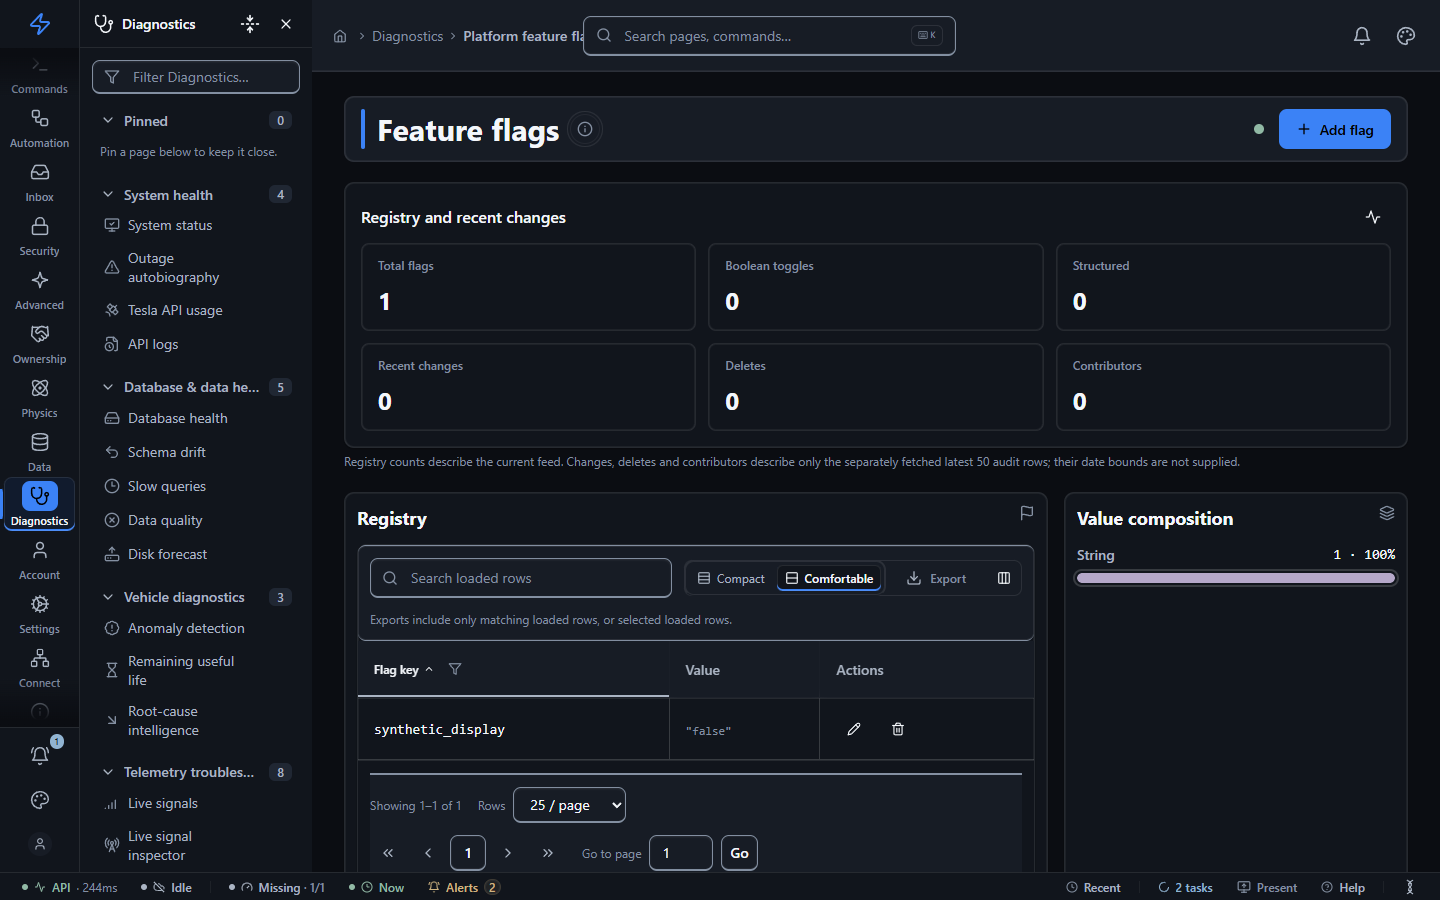 Commands
Automation
Inbox
Security
Advanced
Ownership
Physics
Data
Diagnostics
Account
Settings
Connect
1
Diagnostics
Filter Diagnostics...
Pinned 0
Pin a page below to keep it close.
System health 4
System status
Outage
autobiography
Tesla API usage
API logs
Database & data he... 5
Database health
Schema drift
Slow queries
Data quality
Disk forecast
Vehicle diagnostics 3
Anomaly detection
Remaining useful
life
Root-cause
intelligence
Telemetry troubles... 8
Live signals
Live signal
inspector
Diagnostics
Platform feature fla
Search pages, commands...
K
Feature flags
Add flag
Registry and recent changes
Total flags
1
Boolean toggles
0
Structured
0
Recent changes
0
Deletes
0
Contributors
0
Registry counts describe the current feed. Changes, deletes and contributors describe only the separately fetched latest 50 audit rows; their date bounds are not supplied.
Registry
Search loaded rows
Compact
Comfortable
Export
Exports include only matching loaded rows, or selected loaded rows.
Flag key Value Actions
synthetic_display "false"
Showing 1–1 of 1 Rows 25 / page
1 Go to page 1 Go
Value composition
String 1 · 100%
API · 244ms
Idle
Missing · 1/1
Now
Alerts 2
Recent
2 tasks
Present
Help